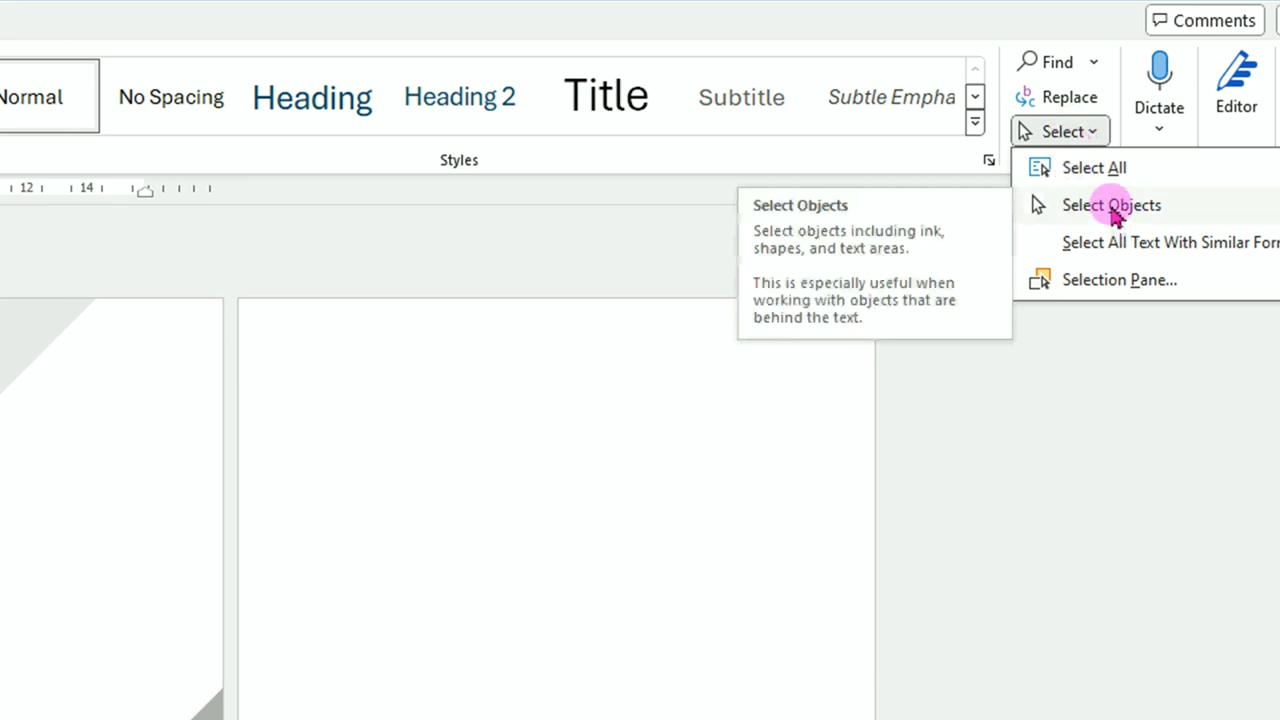 Comments
Normal
No Spacing
Heading
Heading 2
Title
Subtitle
Subtle Empha
Styles
Find
Replace
Select
Dictate
Editor
12
14
Select All
Select Objects
Select All Text With Similar For
Selection Pane...
Select Objects
Select objects including ink,
shapes, and text areas.
This is especially useful when
working with objects that are
behind the text.